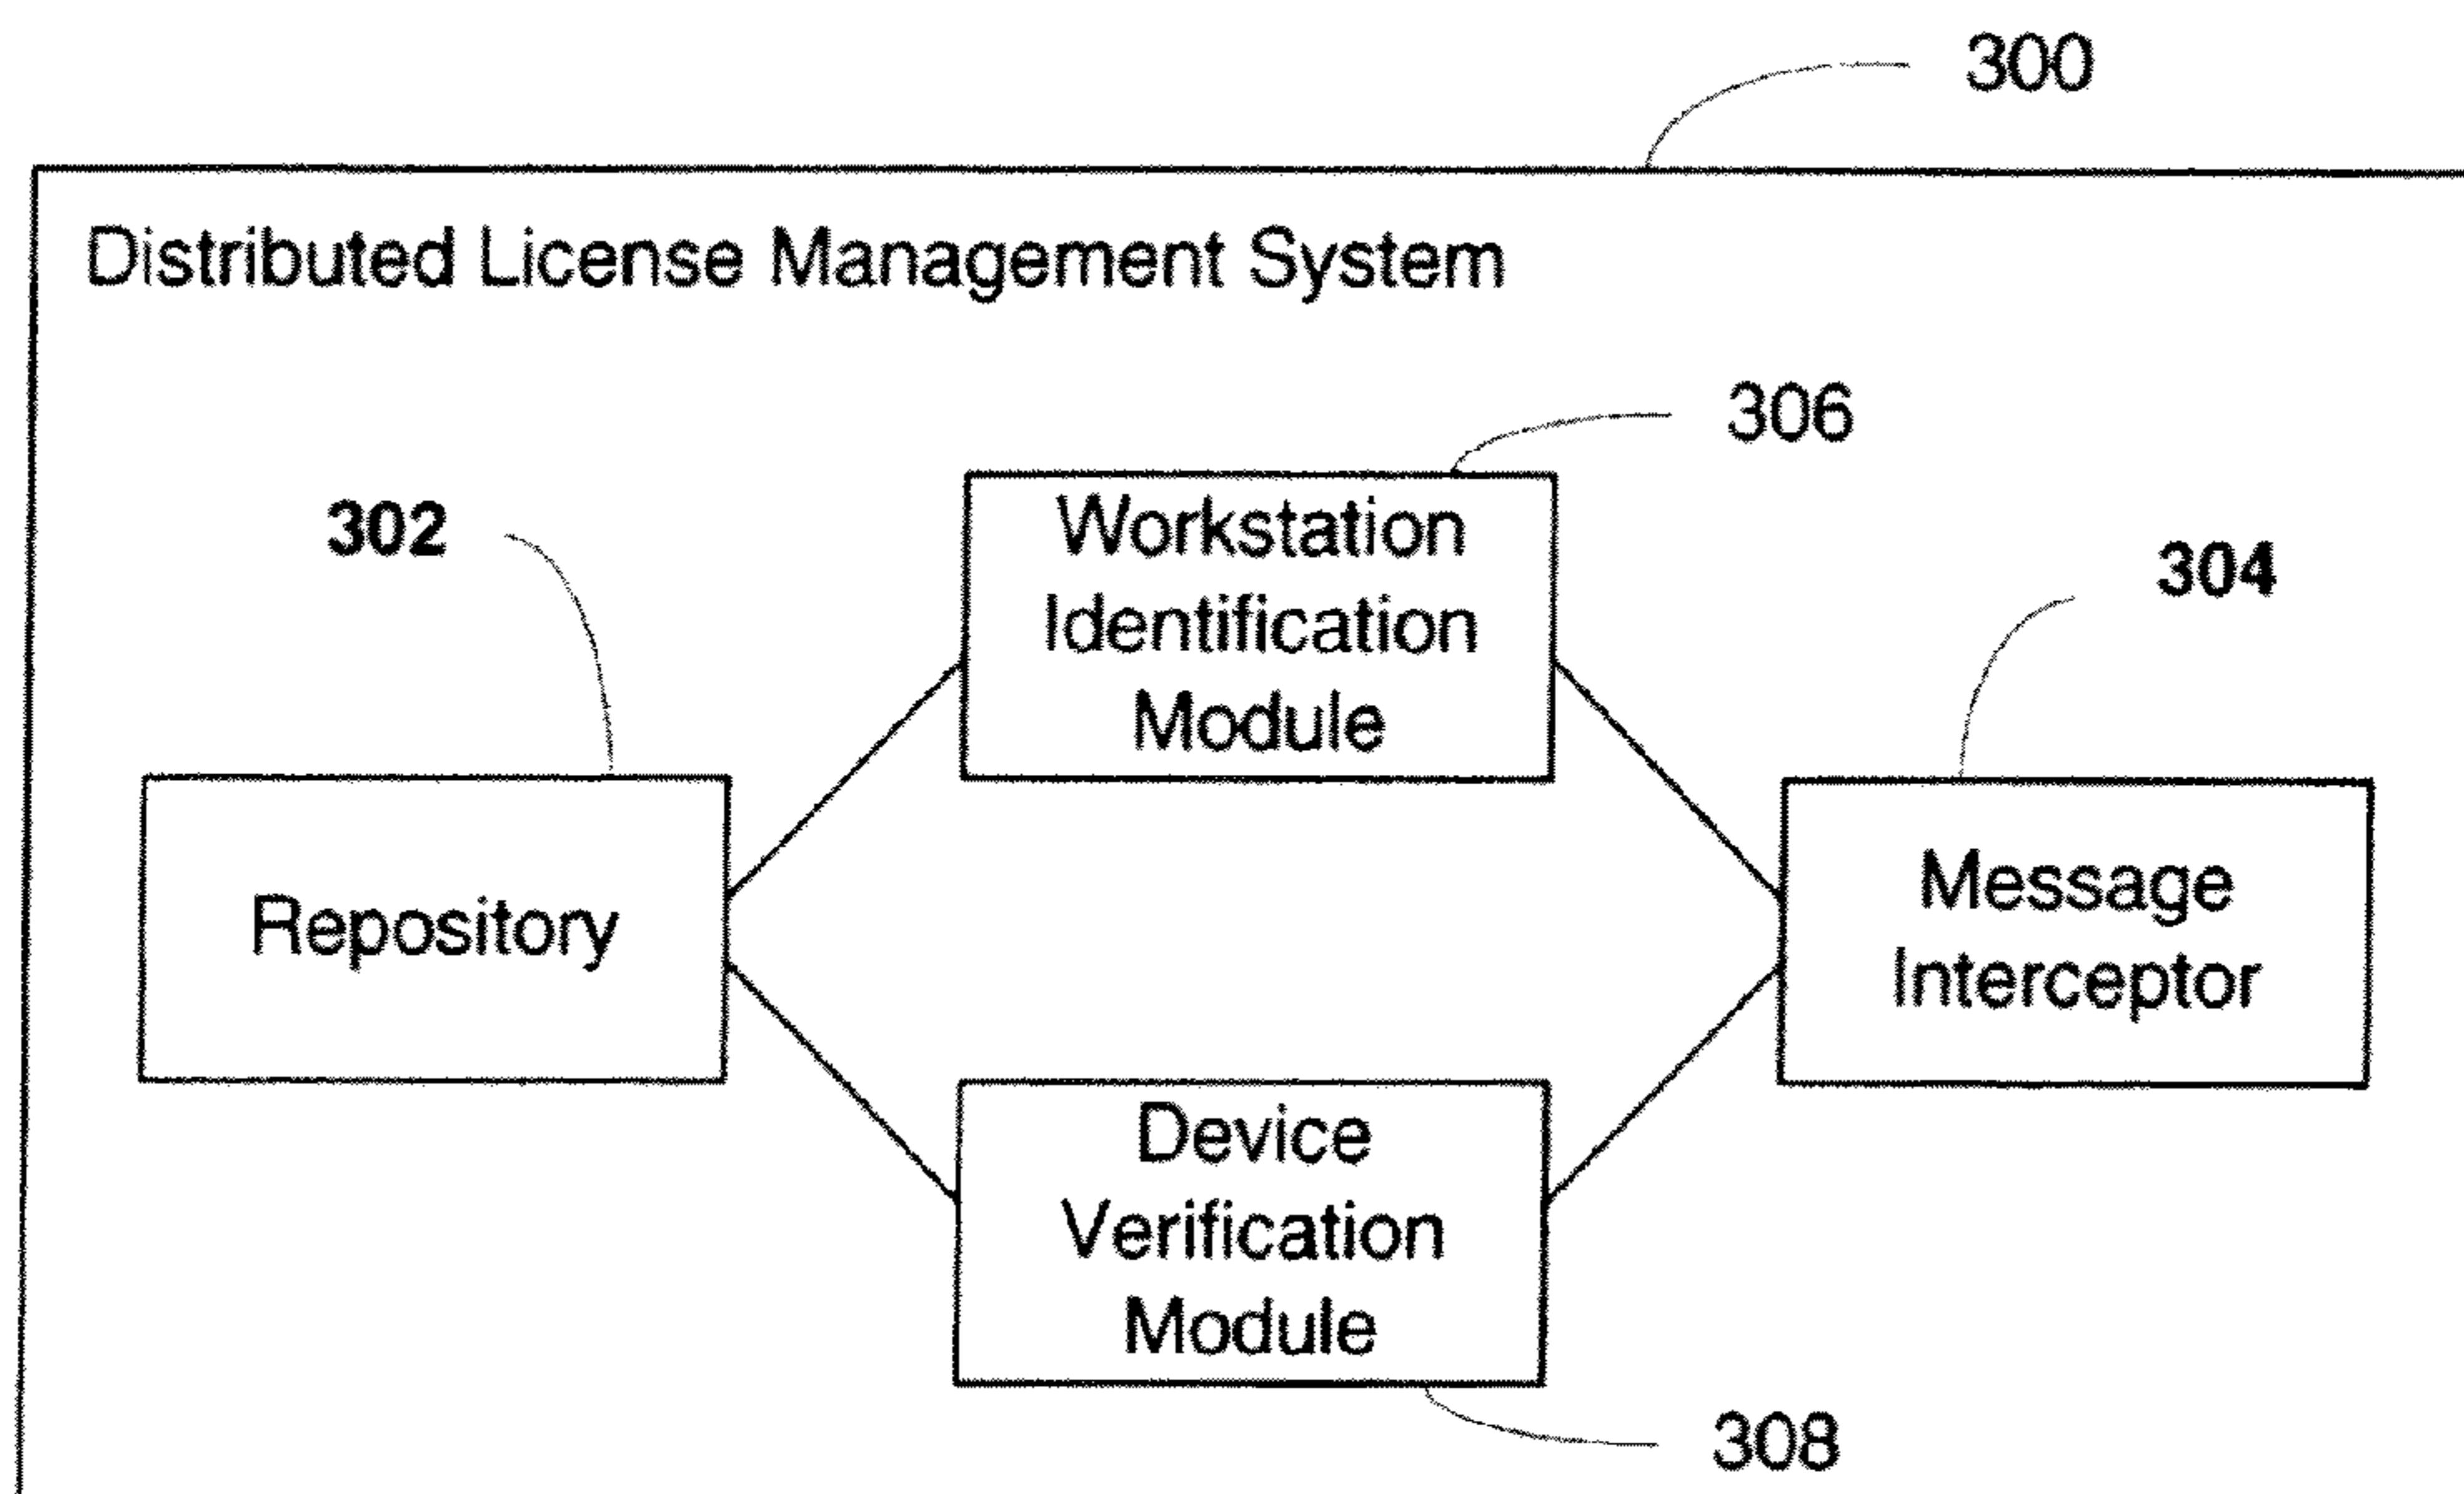 300
Distributed License Management System
306
302
Workstation
Identification
Module
304
Repository
Message
Interceptor
Device
Verification
Module
308